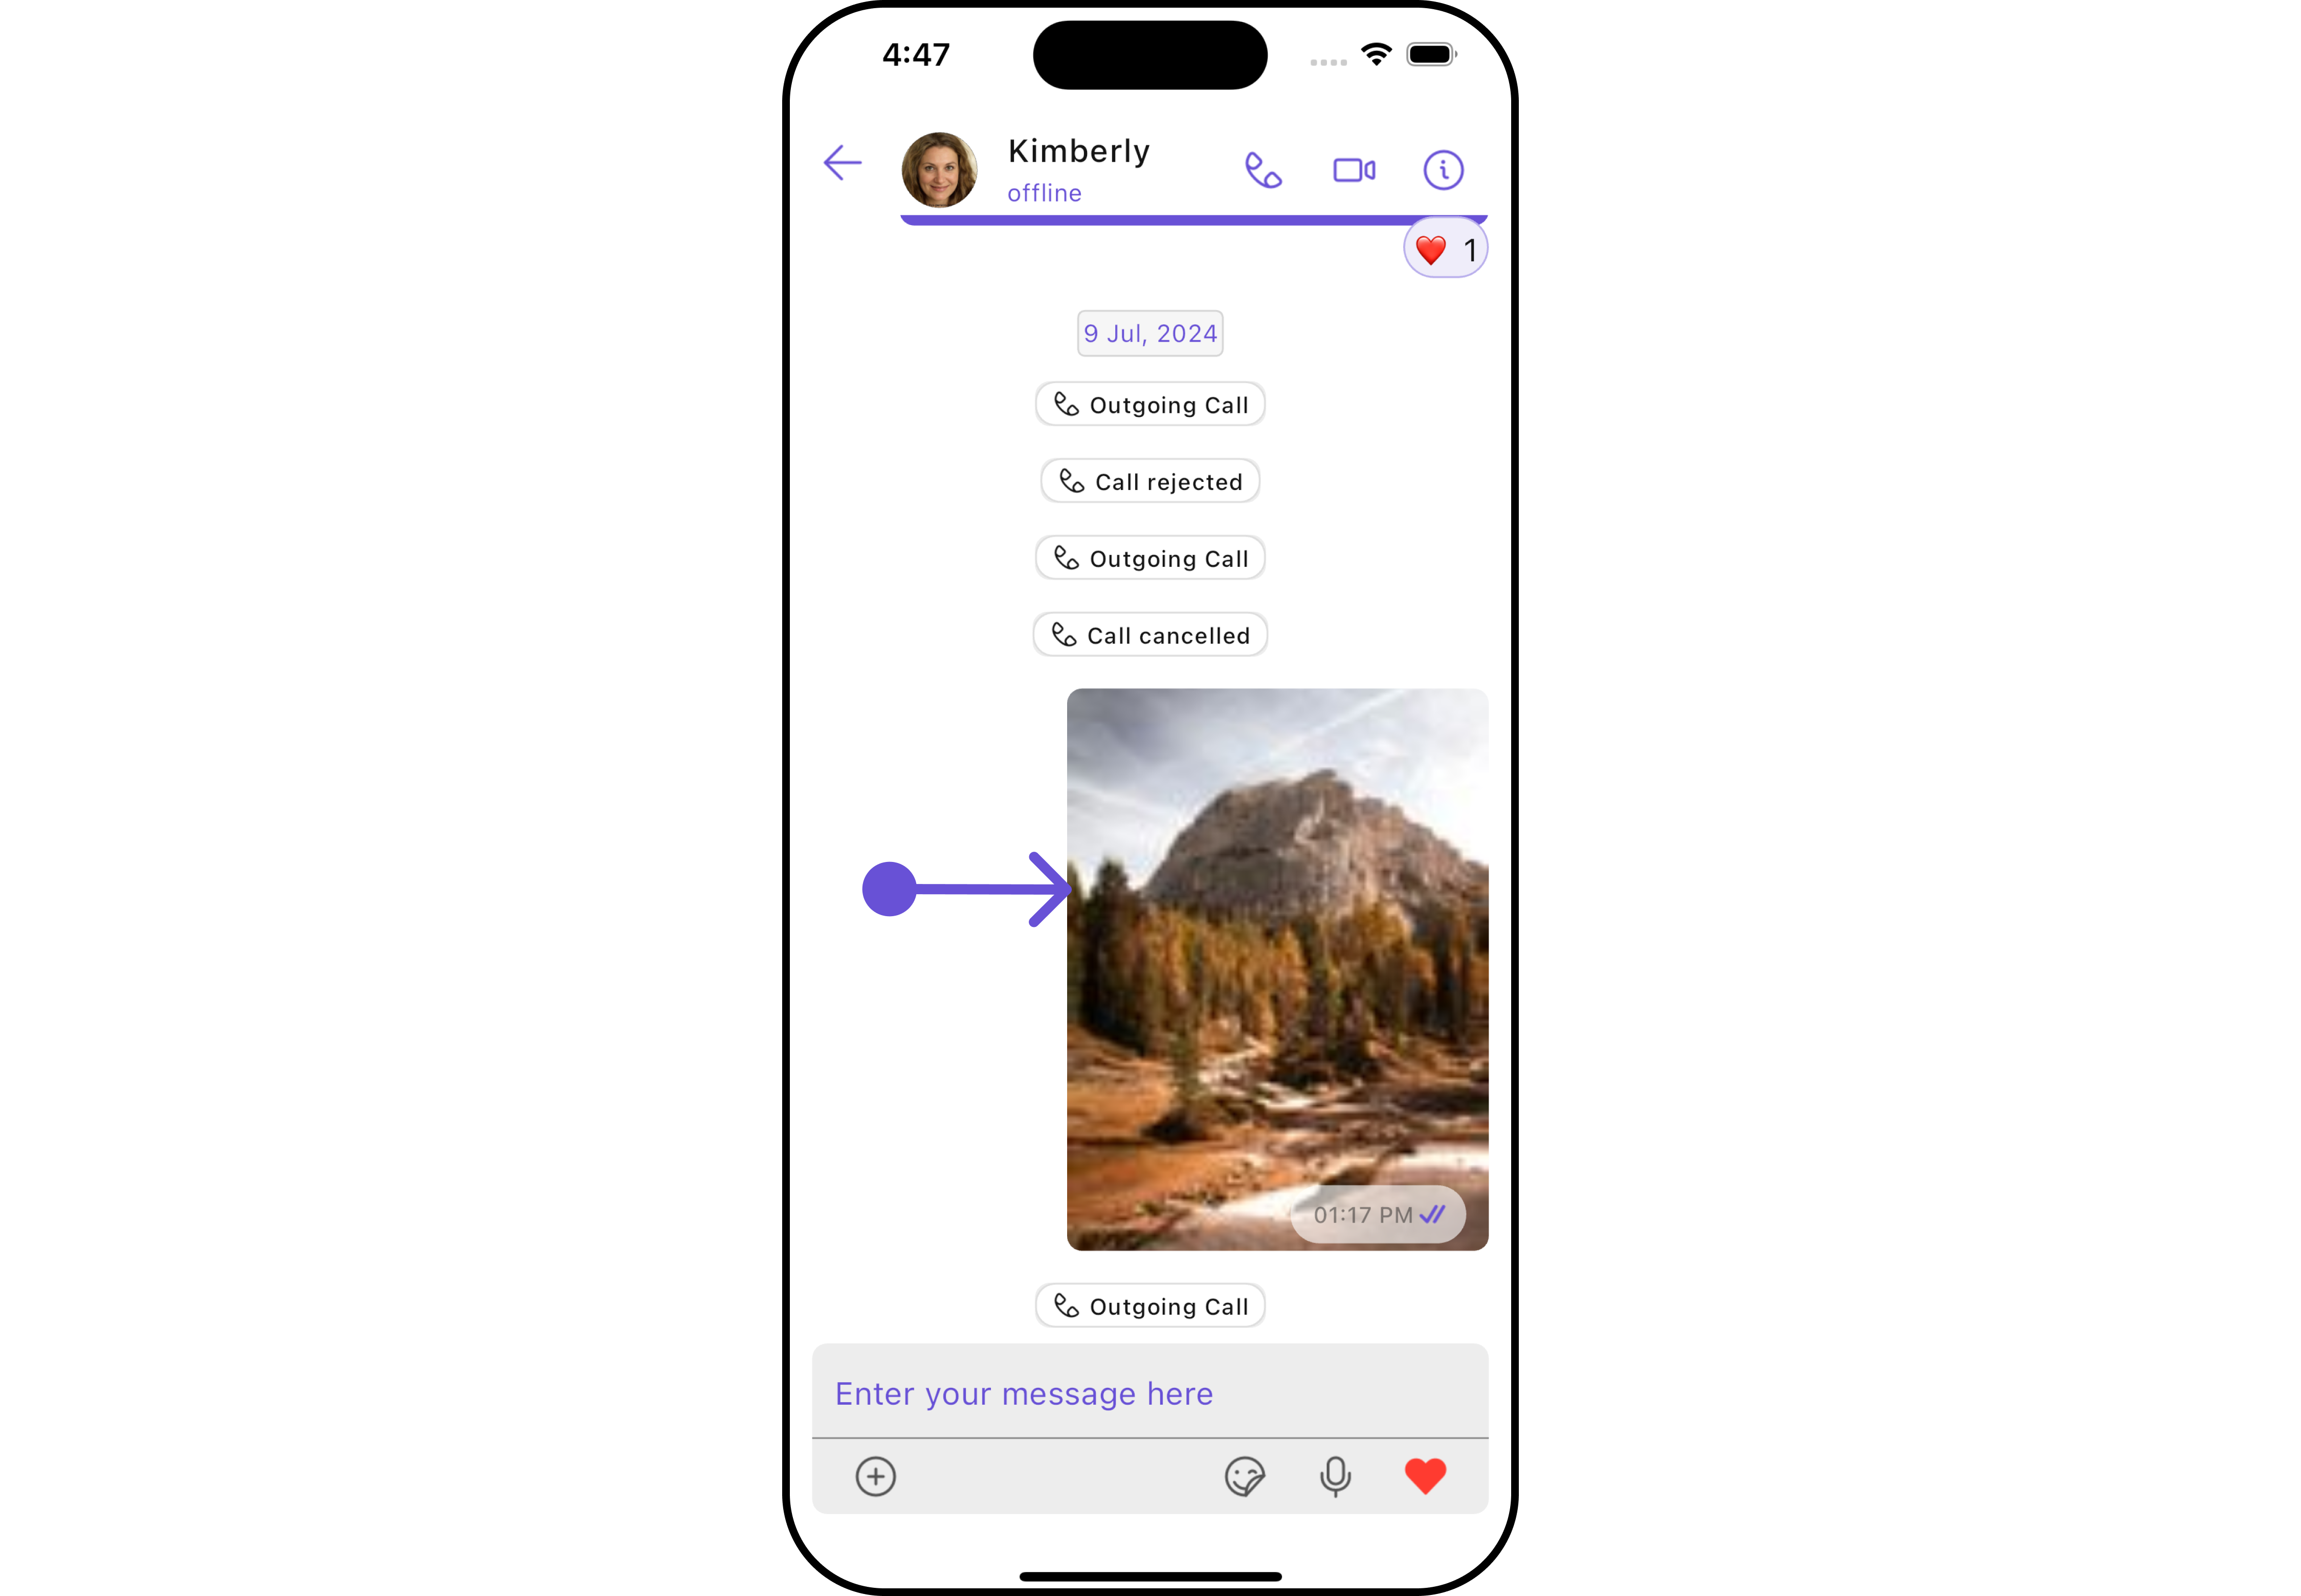 4:47
Kimberly
offline
1
9 Jul, 2024
Outgoing Call
Call rejected
Outgoing Call
Call cancelled
01:17 PM
Outgoing Call
Enter your message here